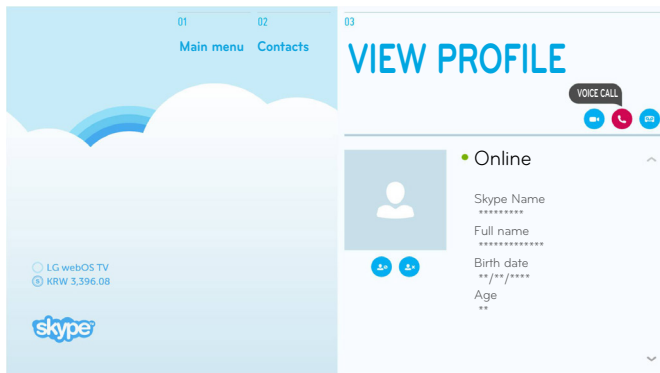 01
02
03
Main menu
Contacts
VIEW PROFILE
VOICE CALL
Online
Skype Name
*********
Full name
*************
Birth date
**/**/****
Age
**
LG webOS TV
KRW 3,396.08
skype